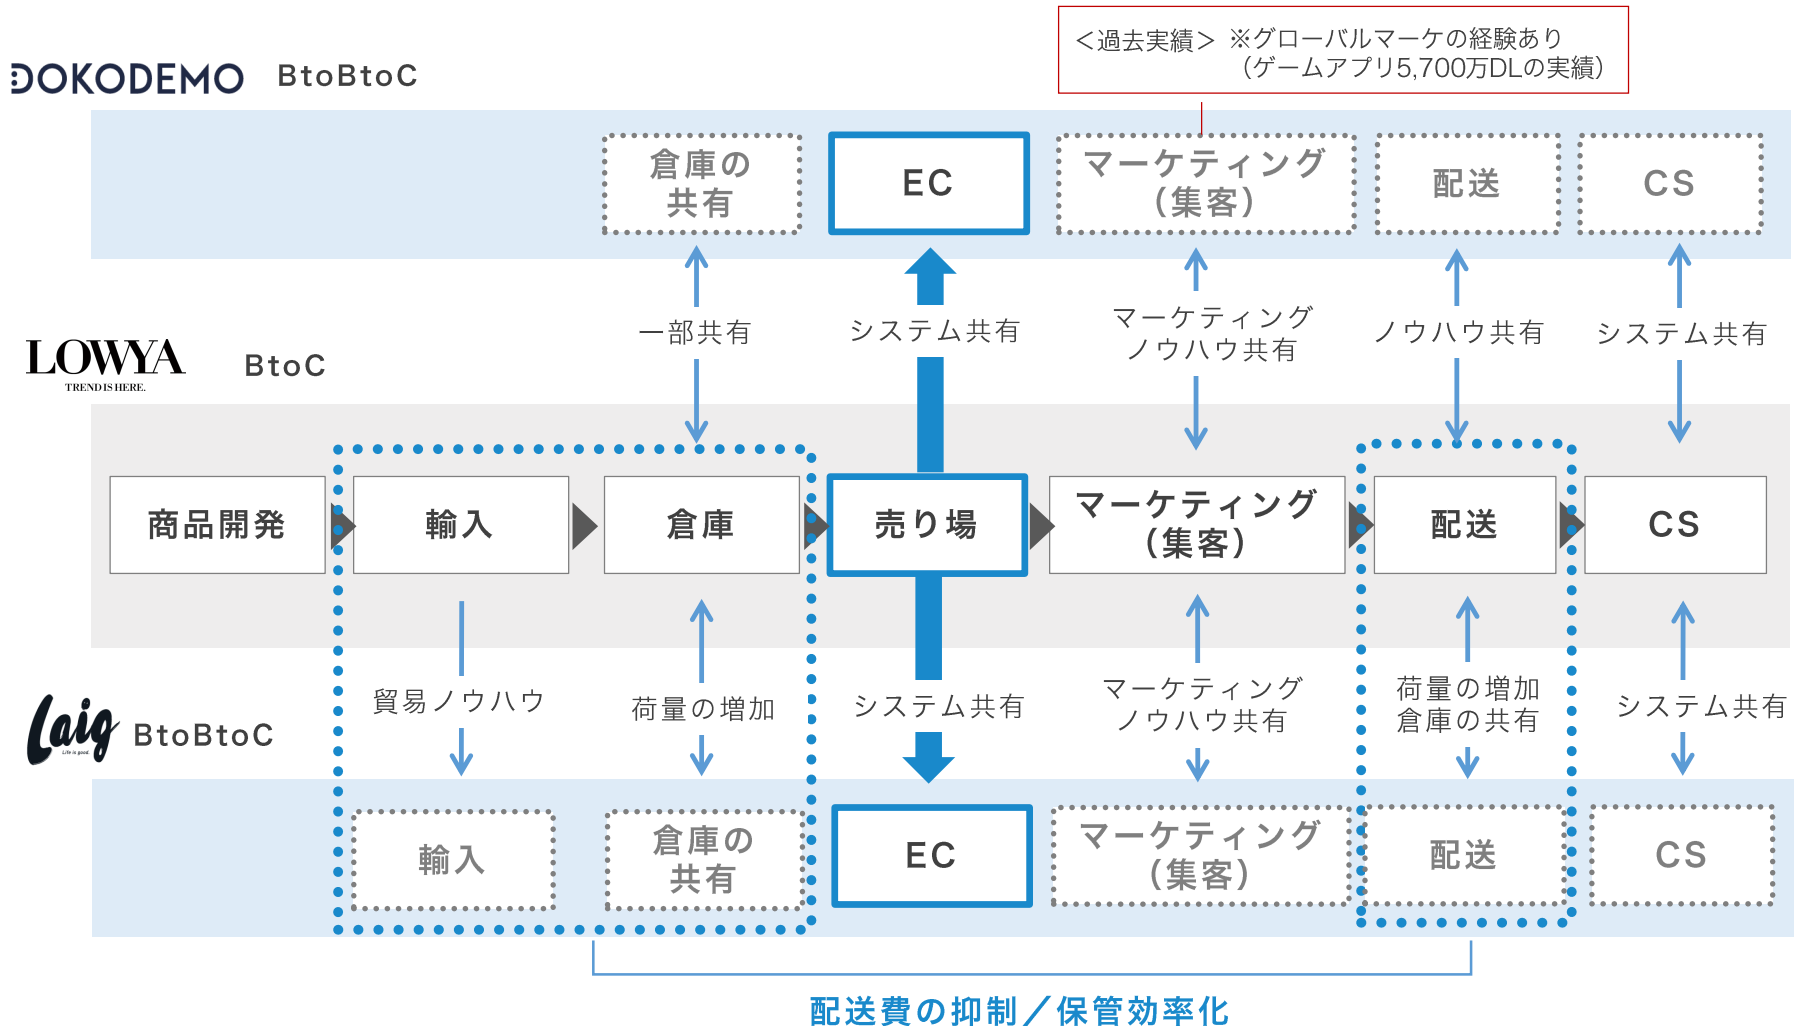 ＜過去実績＞ ※グローバルマーケの経験あり
（ゲームアプリ5,700万DLの実績）
DOKODEMO BtoBtoC
倉庫の
共有
EC
マーケティング
（集客）
配送
CS
一部共有
システム共有
マーケティング
ノウハウ共有
ノウハウ共有
システム共有
LOWYA
TREND IS HERE.
BtoC
商品開発
輸入
倉庫
売り場
マーケティング
（集客）
配送
CS
貿易ノウハウ
荷量の増加
システム共有
マーケティング
ノウハウ共有
荷量の増加
倉庫の共有
システム共有
Laig
Life is good.
BtoBtoC
輸入
倉庫の
共有
EC
マーケティング
（集客）
配送
CS
配送費の抑制／保管効率化